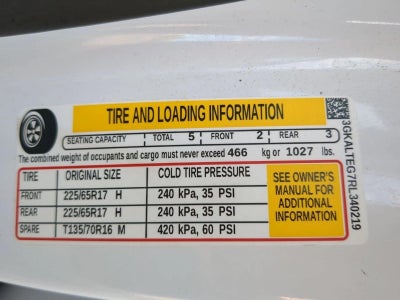 TIRE AND LOADING INFORMATION
SEATING CAPACITY TOTAL 5 FRONT 2 REAR 3
The combined weight of occupants and cargo must never exceed 466 kg or 1027 lbs.
TIRE ORIGINAL SIZE COLD TIRE PRESSURE
FRONT 225/65R17 H 240 kPa, 35 PSI
REAR 225/65R17 H 240 kPa, 35 PSI
SPARE T135/70R16 M 420 kPa, 60 PSI
SEE OWNER'S
MANUAL FOR
ADDITIONAL
INFORMATION
3GKALTEG7RL340219